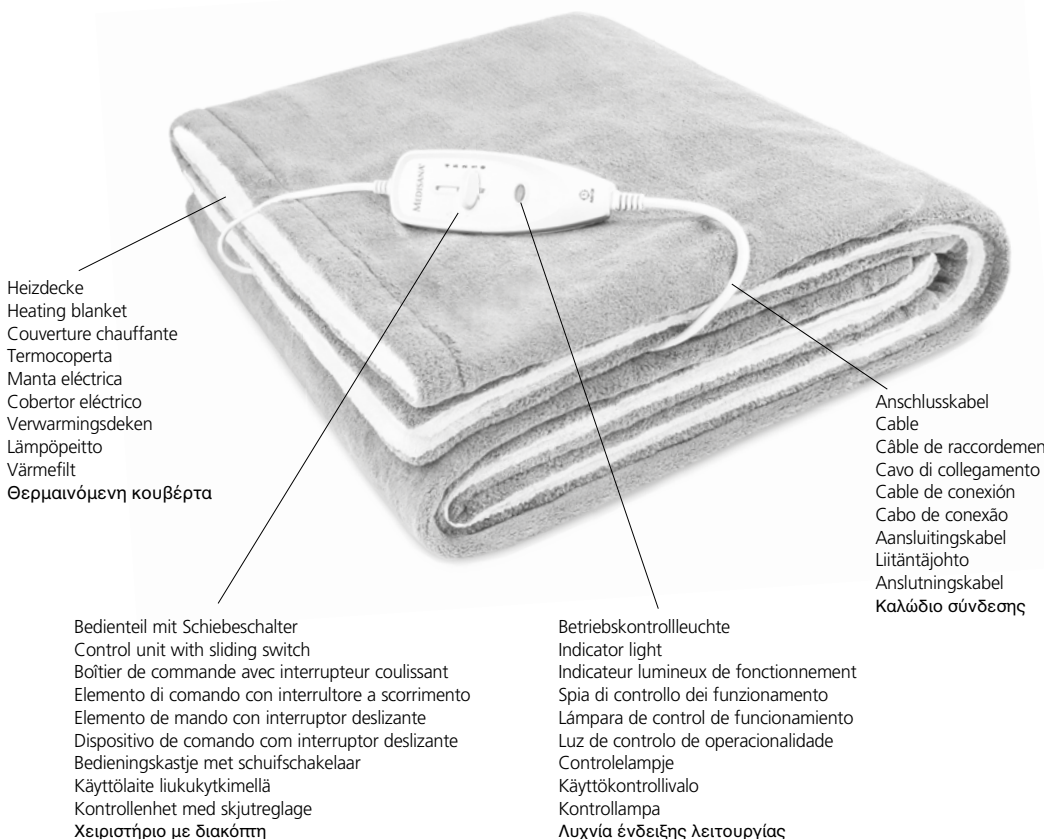 MEDISANA
Heizdecke
Heating blanket
Couverture chauffante
Termocoperta
Manta eléctrica
Cobertor eléctrico
Verwarmingsdeken
Lämpöpeitto
Värmefilt
Θερμαινόμενη κουβέρτα
Anschlusskabel
Cable
Câble de raccordemen
Cavo di collegamento
Cable de conexión
Cabo de conexão
Aansluitingskabel
Liitäntäjohto
Anslutningskabel
Καλώδιο σύνδεσης
Bedienteil mit Schiebeschalter
Control unit with sliding switch
Boîtier de commande avec interrupteur coulissant
Elemento di comando con interrultore a scorrimento
Elemento de mando con interruptor deslizante
Dispositivo de comando com interruptor deslizante
Bedieningskastje met schuifschakelaar
Käyttölaite liukukytkimellä
Kontrollenhet med skjutreglage
Χειριστήριο με διακόπτη
Betriebskontrollleuchte
Indicator light
Indicateur lumineux de fonctionnement
Spia di controllo dei funzionamento
Lámpara de control de funcionamiento
Luz de controlo de operacionalidade
Controlelampje
Käyttökontrollivalo
Kontrollampa
Λυχνία ένδειξης λειτουργίας